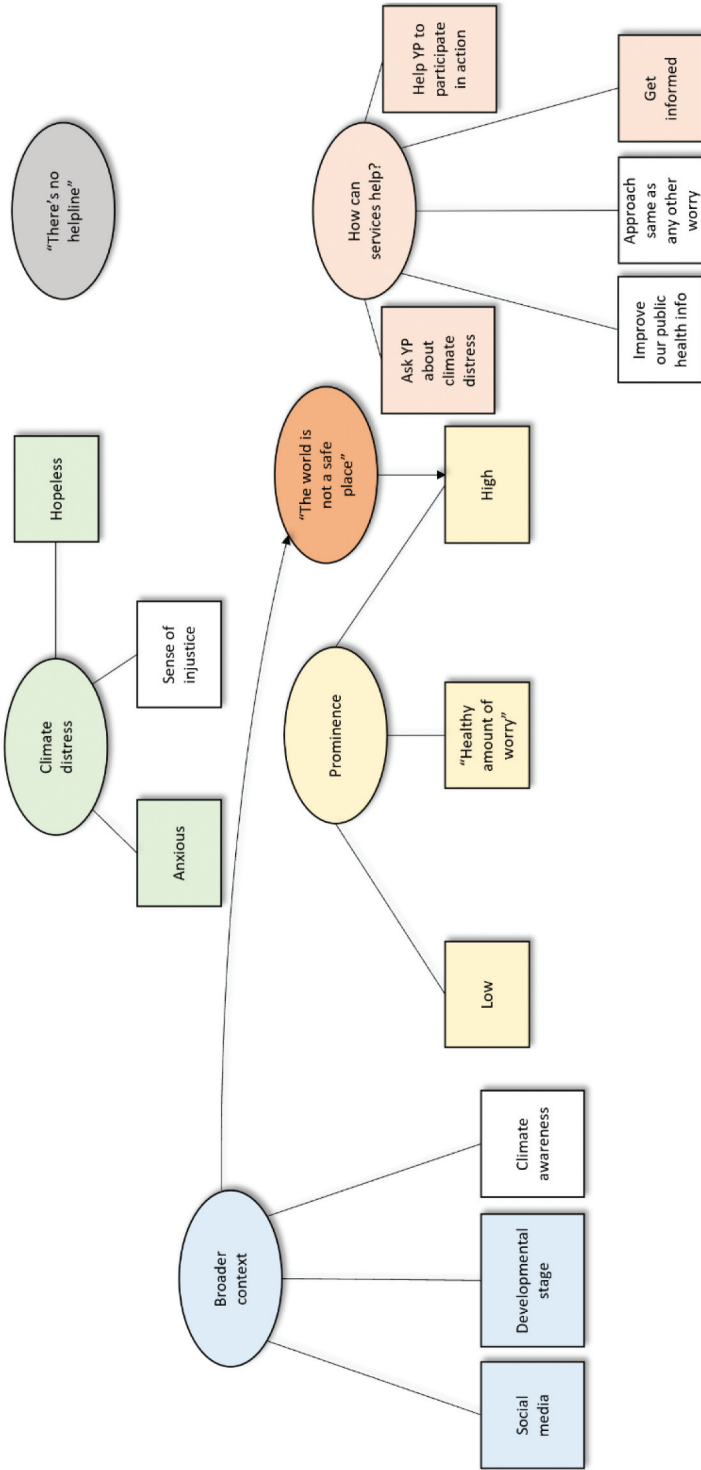 Climate
distress
Anxious
Sense of
injustice
Hopeless
“There’s no
helpline”
Broader
context
Social
media
Developmental
stage
Climate
awareness
Prominence
Low
“Healthy
amount of
worry”
High
“The world is
not a safe
place”
How can
services help?
Ask YP
about
climate
distress
Improve
our public
health info
Approach
same as
any other
worry
Get
informed
Help YP to
participate
in action